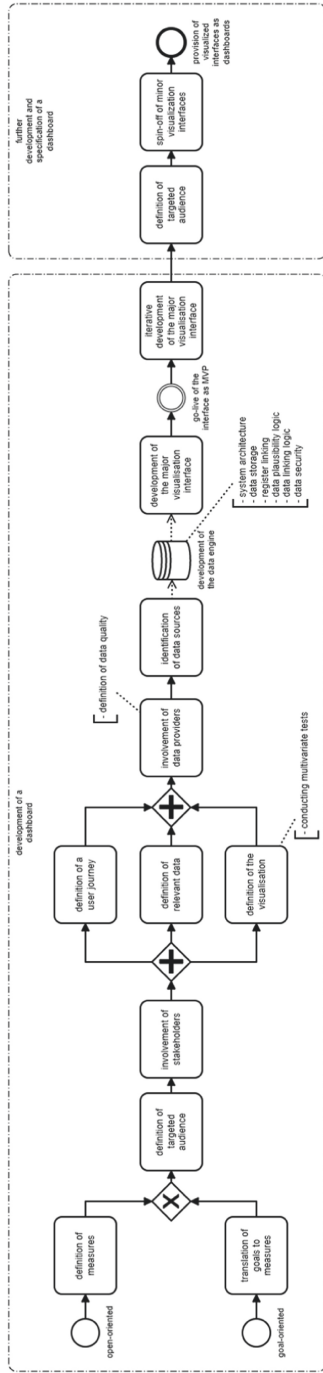 development of a
dashboard
open-oriented
definition of
measures
goal-oriented
translation of
goals to
measures
X
definition of
targeted
audience
involvement of
stakeholders
definition of a
user journey
definition of
relevant data
definition of the
visualisation
- conducting multivariate tests
involvement of
data providers
- definition of data quality
identification
of data sources
development of
the data engine
- system architecture
- data storage
- register linking
- data plausibility logic
- data linking logic
- data security
development of
the major
visualisation
interface
go-live of the
interface as MVP
iterative
development
of the major
visualisation
interface
further
development and
specification of a
dashboard
definition of
targeted
audience
spin-off of minor
visualization
interfaces
provision of
visualized
interfaces as
dashboards